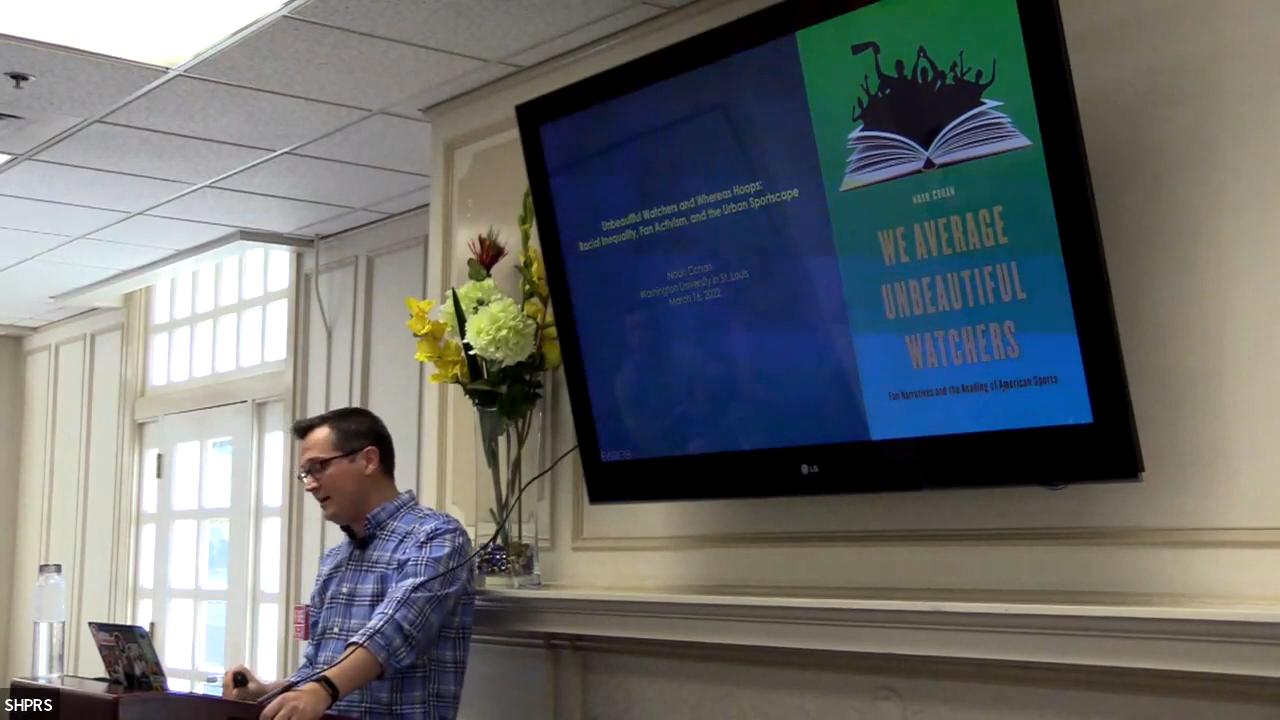 Unbeautiful Watchers and Whereas Hoops:
Racial Inequality, Fan Activism, and the Urban Sportscape
Noah Cohan
Washington University in St. Louis
March 16, 2022
NOAH COHAN
WE AVERAGE
UNBEAUTIFUL
WATCHERS
Fan Narratives and the Reading of American Sports
LG
SHPRS